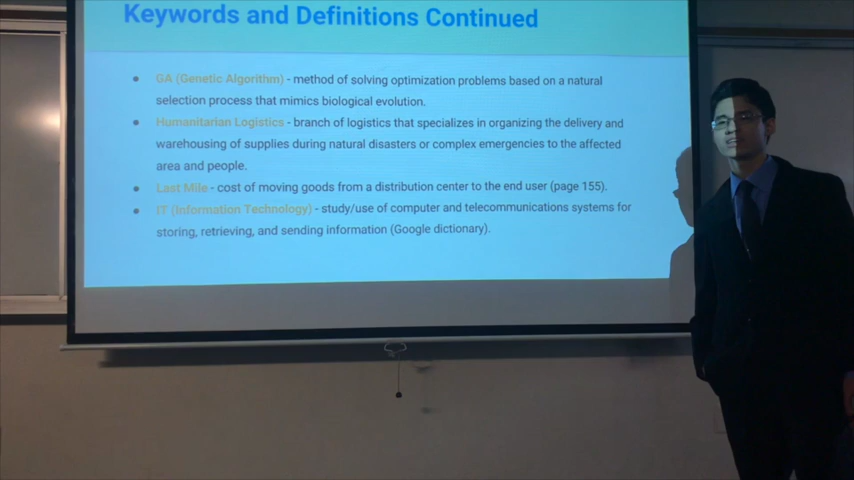 Keywords and Definitions Continued
● GA (Genetic Algorithm) - method of solving optimization problems based on a natural
selection process that mimics biological evolution.
● Humanitarian Logistics - branch of logistics that specializes in organizing the delivery and
warehousing of supplies during natural disasters or complex emergencies to the affected
area and people.
● Last Mile - cost of moving goods from a distribution center to the end user (page 155).
● IT (Information Technology) - study/use of computer and telecommunications systems for
storing, retrieving, and sending information (Google dictionary).